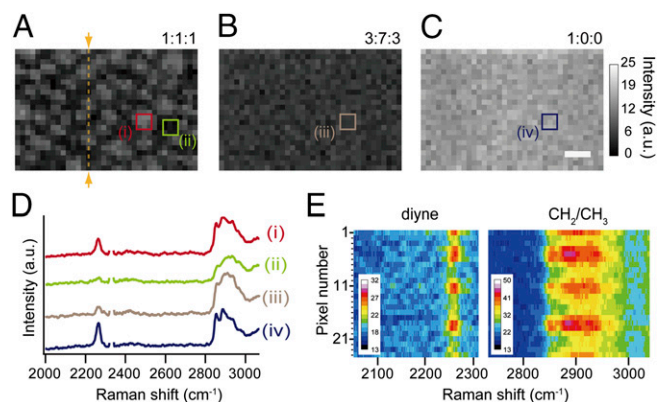 A 1:1:1
B 3:7:3
C 1:0:0
(i)
(ii)
(iii)
(iv)
25
19
12
6
0
Intensity (a.u.)
D
(i)
(ii)
(iii)
(iv)
Intensity (a.u.)
2000 2200 2400 2600 2800 3000
Raman shift (cm-1)
E
diyne CH2/CH3
Pixel number
1
11
21
32
27
23
18
13
50
41
32
22
13
2100 2200 2300 2800 2900 3000
Raman shift (cm-1)